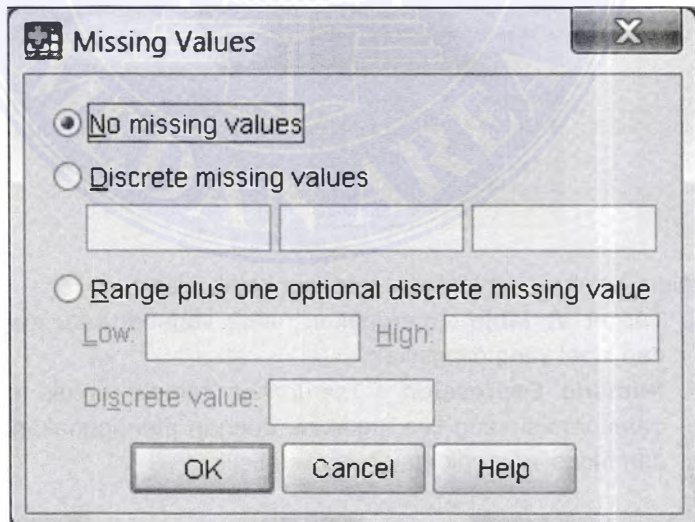 Missing Values
No missing values
Discrete missing values
Range plus one optional discrete missing value
Low: High:
Discrete value:
OK Cancel Help